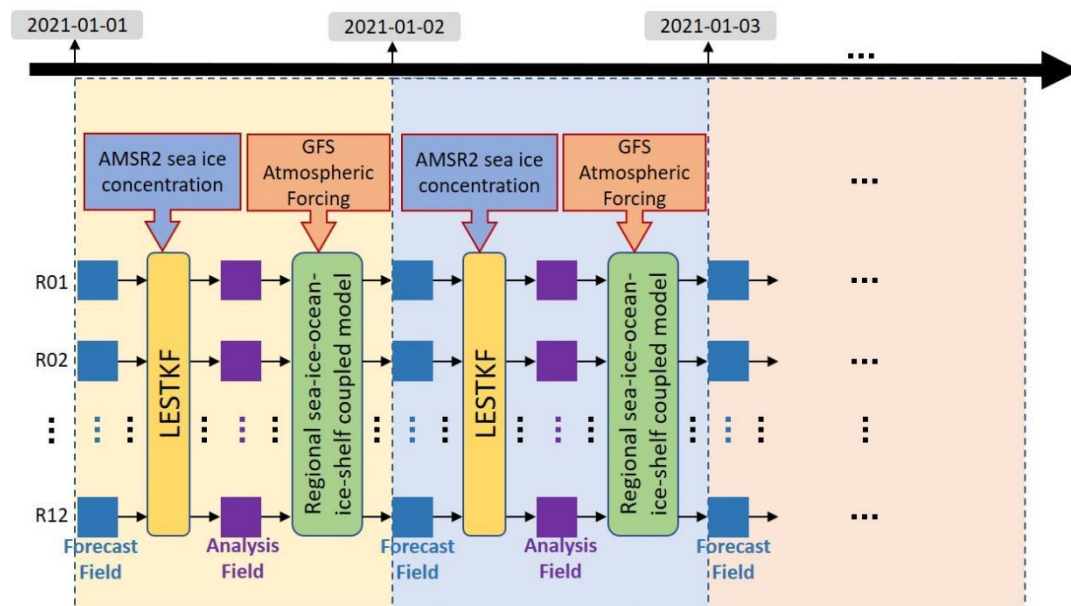 2021-01-01
2021-01-02
2021-01-03
...
AMSR2 sea ice
concentration
GFS
Atmospheric
Forcing
AMSR2 sea ice
concentration
GFS
Atmospheric
Forcing
...
R01
R02
R12
LESTKF
Regional sea-ice-ocean-
ice-shelf coupled model
LESTKF
Regional sea-ice-ocean-
ice-shelf coupled model
...
...
...
Forecast
Field
Analysis
Field
Forecast
Field
Analysis
Field
Forecast
Field